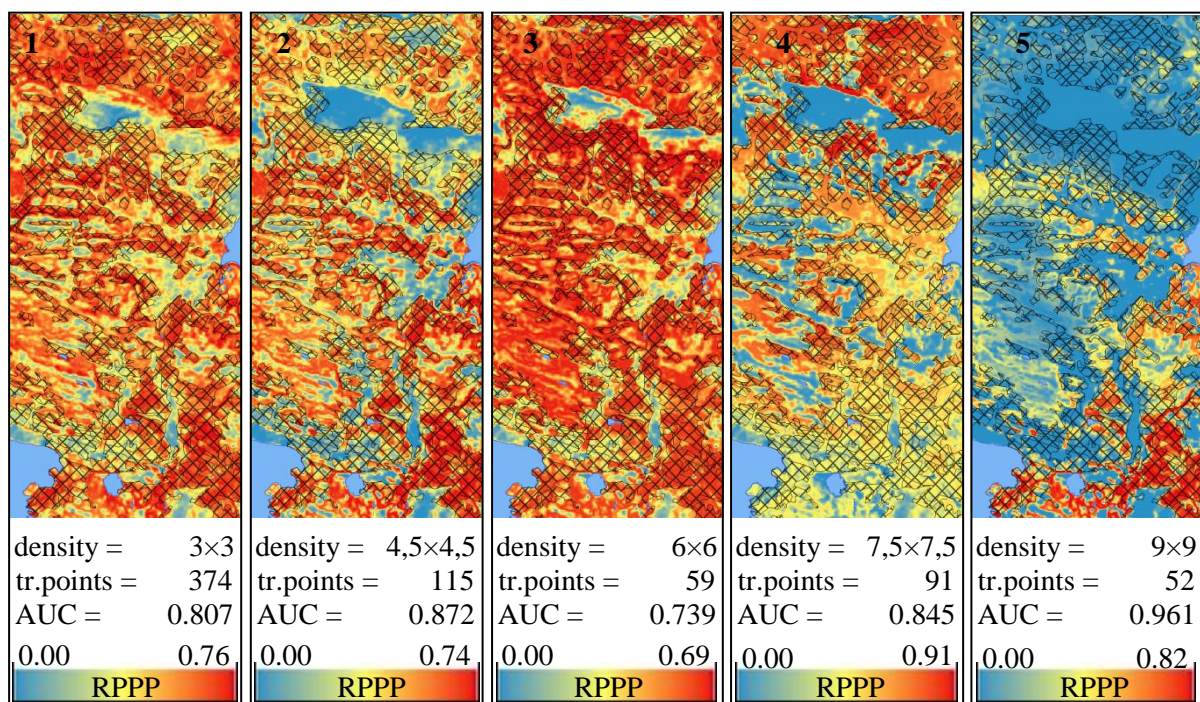 1
2
3
4
5
density = 3×3
tr.points = 374
AUC = 0.807
0.00 0.76
RPPP
density = 4,5×4,5
tr.points = 115
AUC = 0.872
0.00 0.74
RPPP
density = 6×6
tr.points = 59
AUC = 0.739
0.00 0.69
RPPP
density = 7,5×7,5
tr.points = 91
AUC = 0.845
0.00 0.91
RPPP
density = 9×9
tr.points = 52
AUC = 0.961
0.00 0.82
RPPP